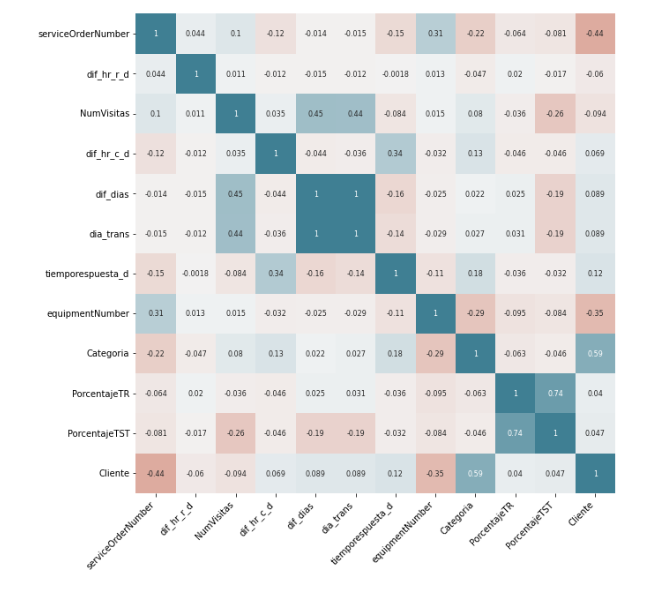 serviceOrderNumber 1 0.044 0.1 -0.12 -0.014 -0.015 -0.15 0.31 -0.22 -0.064 -0.081 -0.44
dif_hr_r_d 0.044 1 0.011 -0.012 -0.015 -0.012 -0.0018 0.013 -0.047 0.02 -0.017 -0.06
NumVisitas 0.1 0.011 1 0.035 0.45 0.44 -0.084 0.015 0.08 -0.036 -0.26 -0.094
dif_hr_c_d -0.12 -0.012 0.035 1 -0.044 -0.036 0.34 -0.032 0.13 -0.046 -0.046 0.069
dif_dias -0.014 -0.015 0.45 -0.044 1 1 -0.16 -0.025 0.022 0.025 -0.19 0.089
dia_trans -0.015 -0.012 0.44 -0.036 1 1 -0.14 -0.029 0.027 0.031 -0.19 0.089
tiemporespuesta_d -0.15 -0.0018 -0.084 0.34 -0.16 -0.14 1 -0.11 0.18 -0.036 -0.032 0.12
equipmentNumber 0.31 0.013 0.015 -0.032 -0.025 -0.029 -0.11 1 -0.29 -0.095 -0.084 -0.35
Categoria -0.22 -0.047 0.08 0.13 0.022 0.027 0.18 -0.29 1 -0.063 -0.046 0.59
PorcentajeTR -0.064 0.02 -0.036 -0.046 0.025 0.031 -0.036 -0.095 -0.063 1 0.74 0.04
PorcentajeTST -0.081 -0.017 -0.26 -0.046 -0.19 -0.19 -0.032 -0.084 -0.046 0.74 1 0.047
Cliente -0.44 -0.06 -0.094 0.069 0.089 0.089 0.12 -0.35 0.59 0.04 0.047 1
serviceOrderNumber dif_hr_r_d NumVisitas dif_hr_c_d dif_dias dia_trans tiemporespuesta_d equipmentNumber Categoria PorcentajeTR PorcentajeTST Cliente